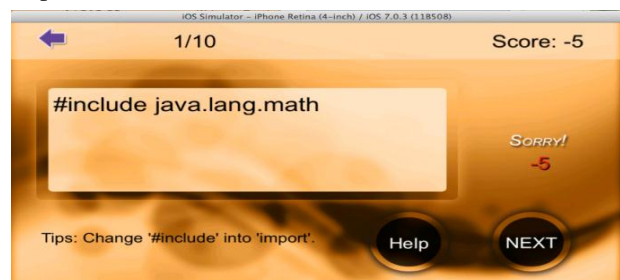 iOS Simulator – iPhone Retina (4-inch) / iOS 7.0.3 (11B508)
1/10 Score: -5
#include java.lang.math
SORRY!
-5
Tips: Change '#include' into 'import'.
Help NEXT